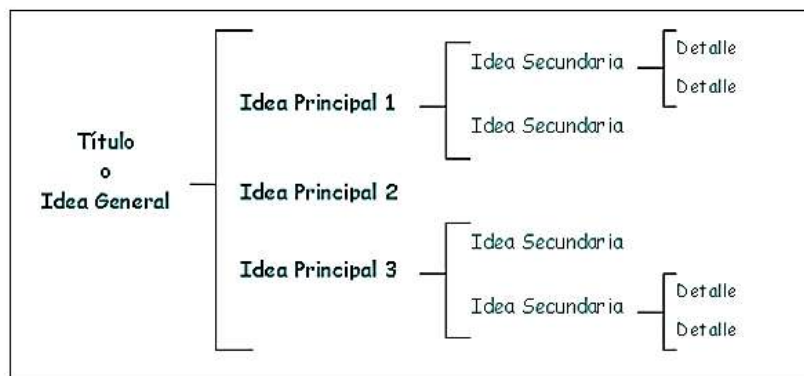 Título
o
Idea General
Idea Principal 1
Idea Secundaria
Detalle
Detalle
Idea Secundaria
Idea Principal 2
Idea Principal 3
Idea Secundaria
Idea Secundaria
Detalle
Detalle